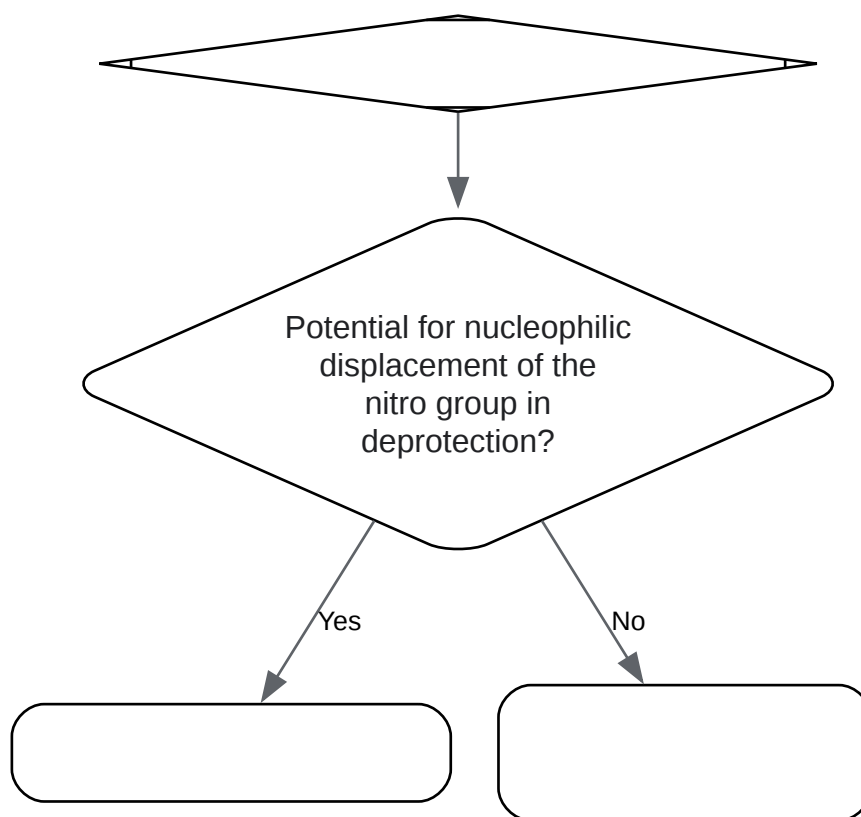 Potential for nucleophilic
displacement of the
nitro group in
deprotection?
Yes
No